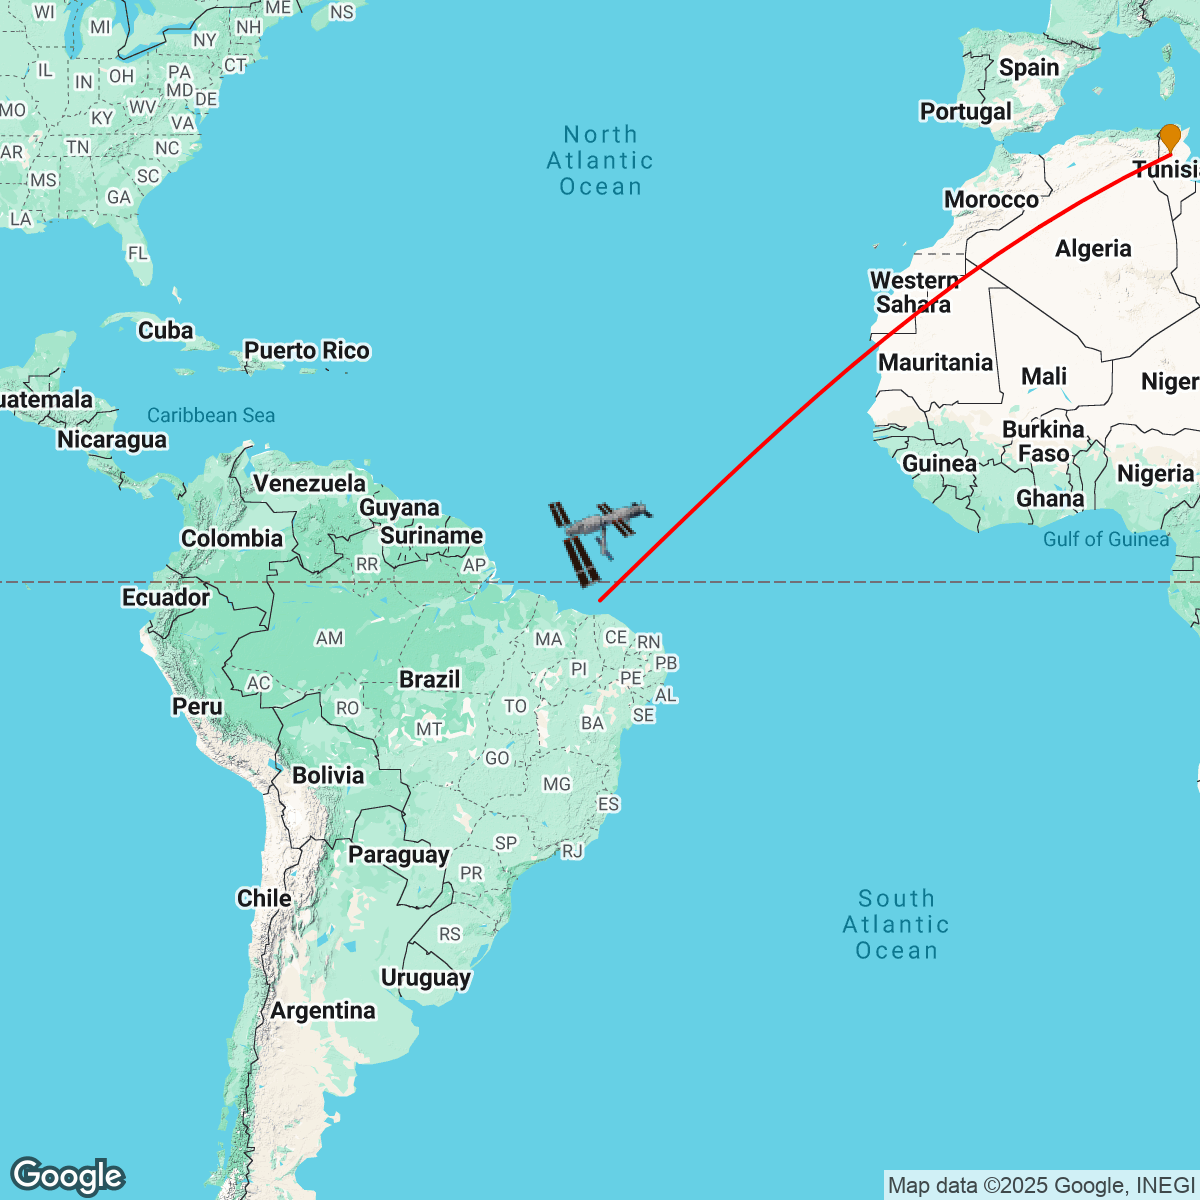 WI
MI
ME
NS
NH
NY
CT
IL
IN
OH
PA
MD
DE
MO
WV
KY
VA
AR
TN
NC
MS
SC
GA
LA
FL
North
Atlantic
Ocean
Spain
Portugal
Tunisia
Morocco
Algeria
Western
Sahara
Cuba
Puerto Rico
Mauritania
Mali
Niger
uatemala
Caribbean Sea
Nicaragua
Burkina
Faso
Guinea
Nigeria
Ghana
Venezuela
Guyana
Suriname
Colombia
Gulf of Guinea
RR
AP
Ecuador
AM
MA
CE
RN
PB
PI
PE
AC
Brazil
AL
Peru
RO
TO
SE
MT
BA
GO
Bolivia
MG
ES
SP
RJ
Paraguay
PR
Chile
South
Atlantic
Ocean
RS
Uruguay
Argentina
Google
Map data ©2025 Google, INEGI